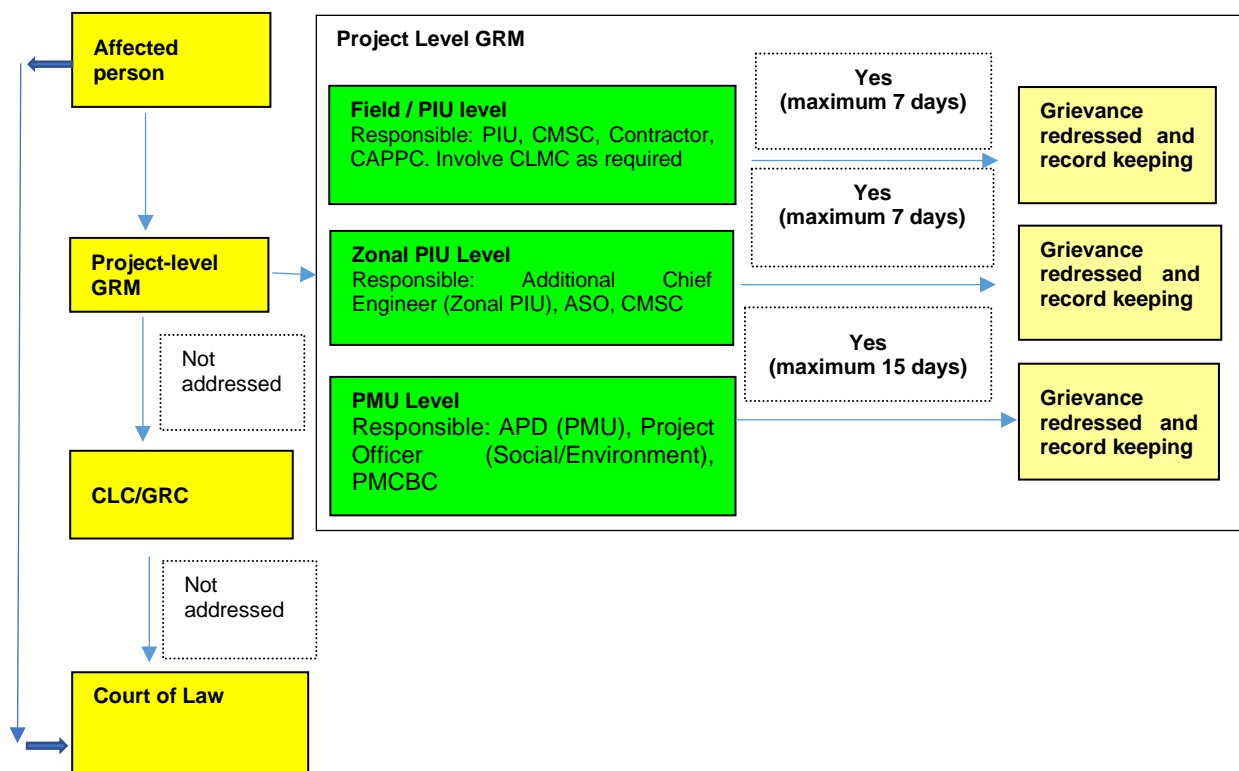 Affected
person
Project-level
GRM
Not
addressed
CLC/GRC
Not
addressed
Court of Law
Project Level GRM
Field / PIU level
Responsible: PIU, CMSC, Contractor,
CAPPC. Involve CLMC as required
Yes
(maximum 7 days)
Grievance
redressed and
record keeping
Zonal PIU Level
Responsible: Additional Chief
Engineer (Zonal PIU), ASO, CMSC
Yes
(maximum 7 days)
Grievance
redressed and
record keeping
PMU Level
Responsible: APD (PMU), Project
Officer (Social/Environment),
PMCBC
Yes
(maximum 15 days)
Grievance
redressed and
record keeping